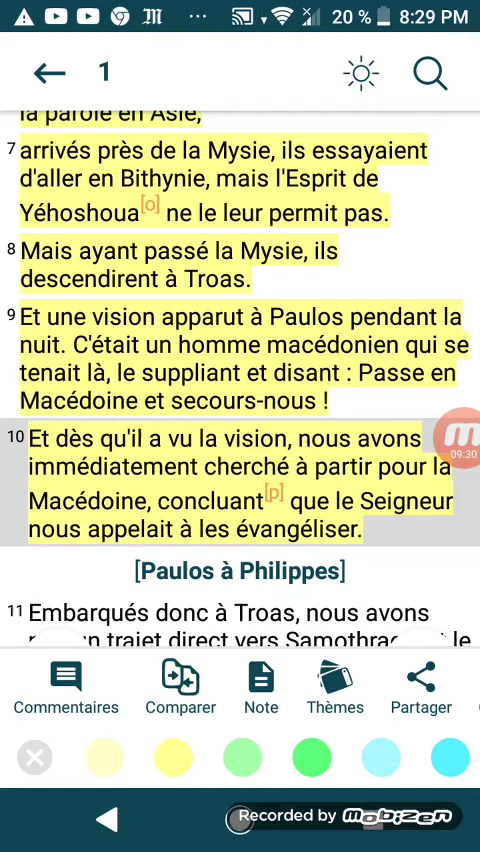 20 % 8:29 PM
1
la parole en Asie,
7 arrivés près de la Mysie, ils essayaient
d'aller en Bithynie, mais l'Esprit de
Yéhoshoua[o] ne le leur permit pas.
8 Mais ayant passé la Mysie, ils
descendirent à Troas.
9 Et une vision apparut à Paulos pendant la
nuit. C'était un homme macédonien qui se
tenait là, le suppliant et disant : Passe en
Macédoine et secours-nous !
10 Et dès qu'il a vu la vision, nous avons
immédiatement cherché à partir pour la
Macédoine, concluant[p] que le Seigneur
nous appelait à les évangéliser.
09:30
[Paulos à Philippes]
11 Embarqués donc à Troas, nous avons
un trajet direct vers le
Commentaires Comparer Note Thèmes Partager
Recorded by MOBIZEN